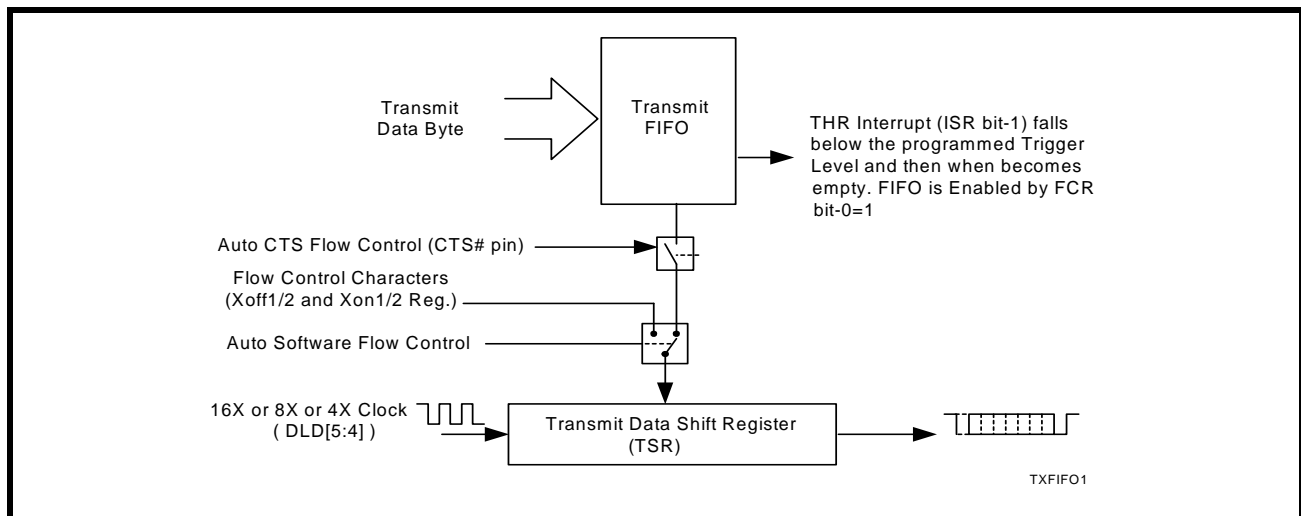 Transmit
Data Byte
Transmit
FIFO
THR Interrupt (ISR bit-1) falls
below the programmed Trigger
Level and then when becomes
empty. FIFO is Enabled by FCR
bit-0=1
Auto CTS Flow Control (CTS# pin)
Flow Control Characters
(Xoff1/2 and Xon1/2 Reg.)
Auto Software Flow Control
16X or 8X or 4X Clock
( DLD[5:4] )
Transmit Data Shift Register
(TSR)
TXFIFO1